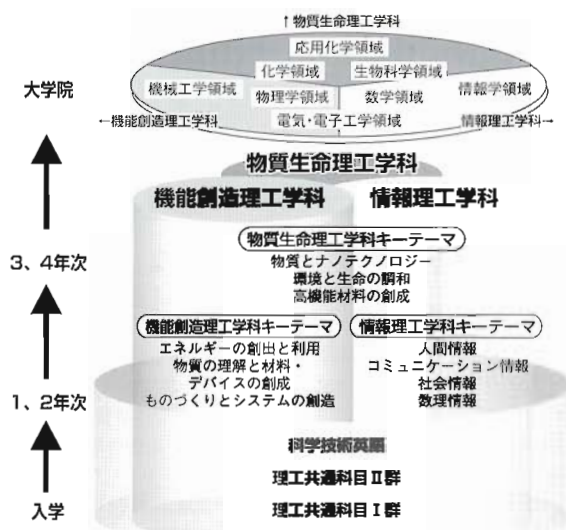 ↑物質生命理工学科
応用化学領域
化学領域 生物科学領域
機械工学領域 情報学領域
物理学領域 数学領域
←機能創造理工学科 電気・電子工学領域 情報理工学科→
大学院
物質生命理工学科
機能創造理工学科 情報理工学科
物質生命理工学科キーテーマ
3、4年次
物質とナノテクノロジー
環境と生命の調和
高機能材料の創成
機能創造理工学科キーテーマ 情報理工学科キーテーマ
エネルギーの創出と利用 人間情報
物質の理解と材料・ コミュニケーション情報
デバイスの創成 社会情報
1、2年次 ものづくりとシステムの創造 数理情報
科学技術英語
理工共通科目Ⅱ群
入学 理工共通科目Ⅰ群